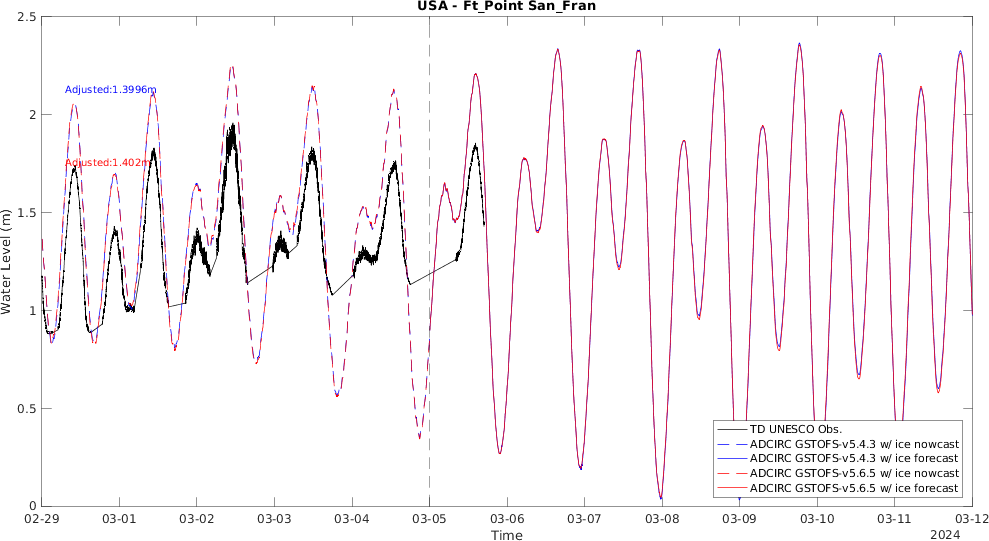 USA - Ft_Point San_Fran
2.5
2
1.5
1
0.5
0
Water Level (m)
Adjusted:1.3996m
Adjusted:1.402m
TD UNESCO Obs.
ADCIRC GSTOFS-v5.4.3 w/ ice nowcast
ADCIRC GSTOFS-v5.4.3 w/ ice forecast
ADCIRC GSTOFS-v5.6.5 w/ ice nowcast
ADCIRC GSTOFS-v5.6.5 w/ ice forecast
02-29 03-01 03-02 03-03 03-04 03-05 03-06 03-07 03-08 03-09 03-10 03-11 03-12
Time
2024